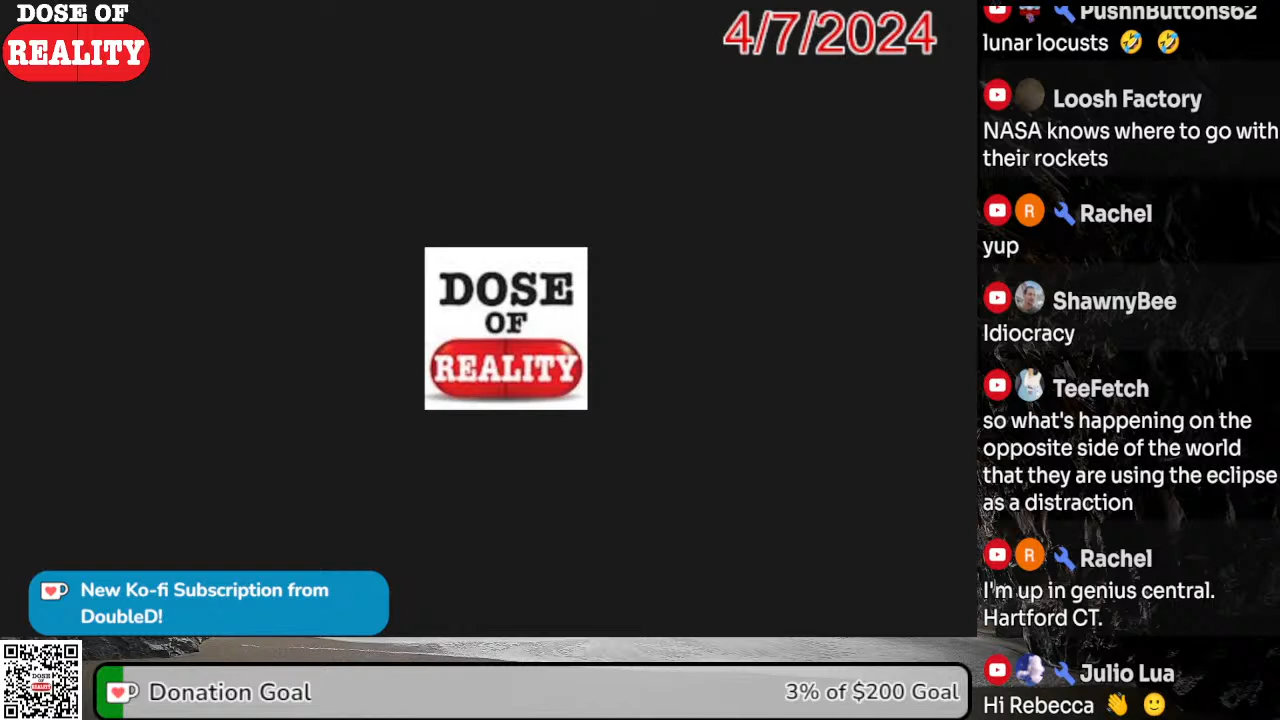 DOSE OF
REALITY
4/7/2024
DOSE
OF
REALITY
New Ko-fi Subscription from
DoubleD!
Donation Goal
3% of $200 Goal
PushnButtons62
lunar locusts 🤣 🤣
Loosh Factory
NASA knows where to go with
their rockets
R Rachel
yup
ShawnyBee
Idiocracy
TeeFetch
so what's happening on the
opposite side of the world
that they are using the eclipse
as a distraction
R Rachel
I'm up in genius central.
Hartford CT.
Julio Lua
Hi Rebecca 👋 🙂